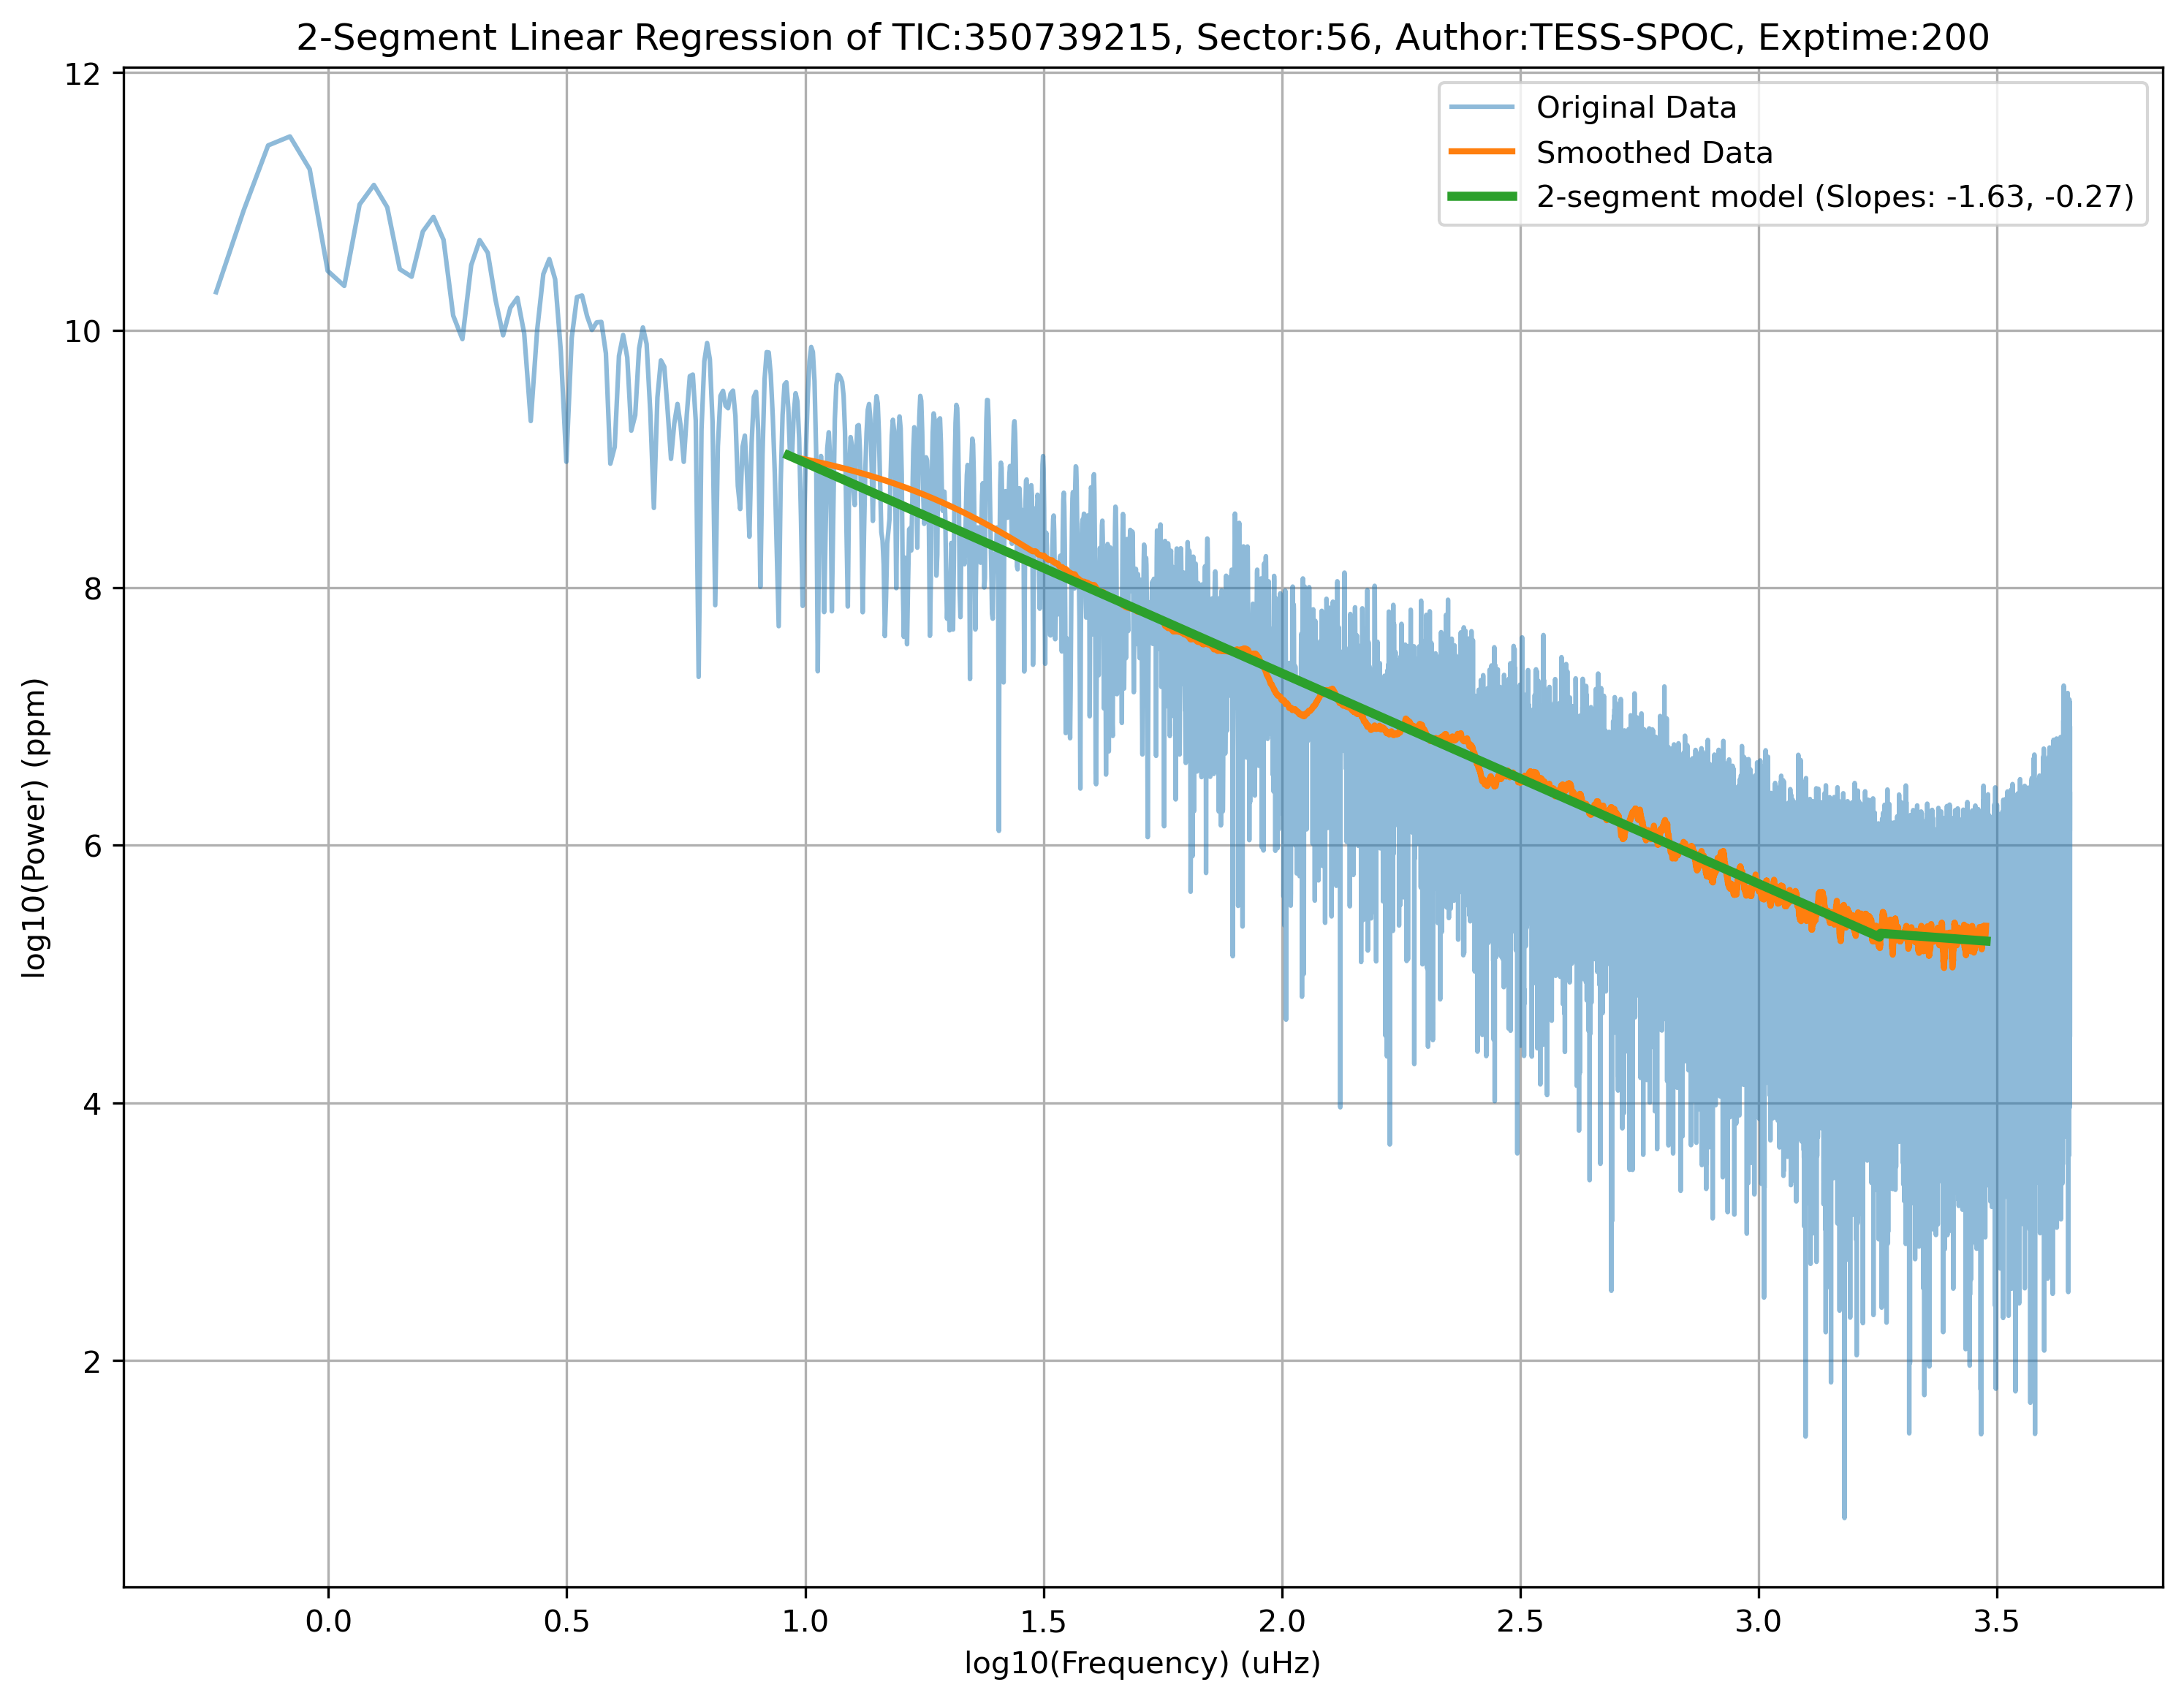 2-Segment Linear Regression of TIC:350739215, Sector:56, Author:TESS-SPOC, Exptime:200
Original Data
Smoothed Data
2-segment model (Slopes: -1.63, -0.27)
log10(Power) (ppm)
12
10
8
6
4
2
0.0 0.5 1.0 1.5 2.0 2.5 3.0 3.5
log10(Frequency) (uHz)